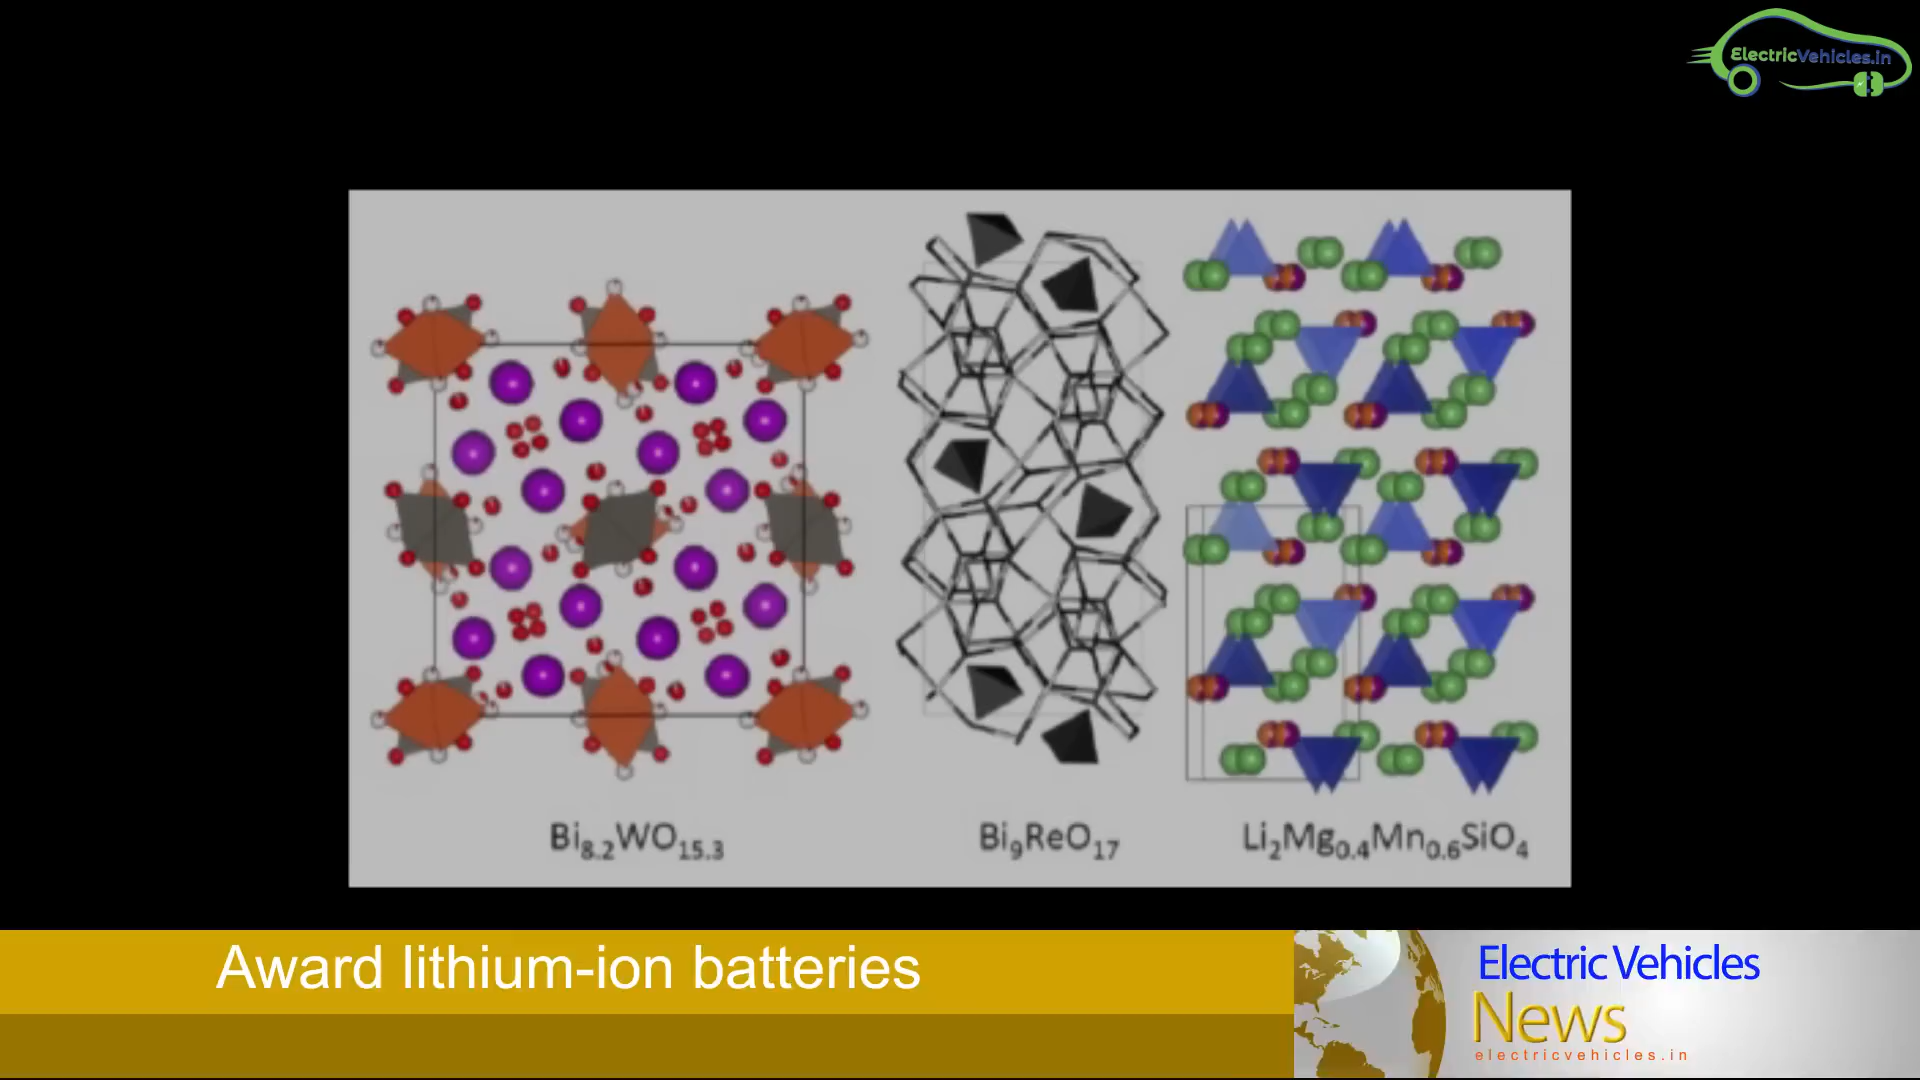 ElectricVehicles.in
Bi8.2WO15.3
Bi9ReO17
Li2Mg0.4Mn0.6SiO4
Award lithium-ion batteries
Electric Vehicles
News
electricvehicles.in